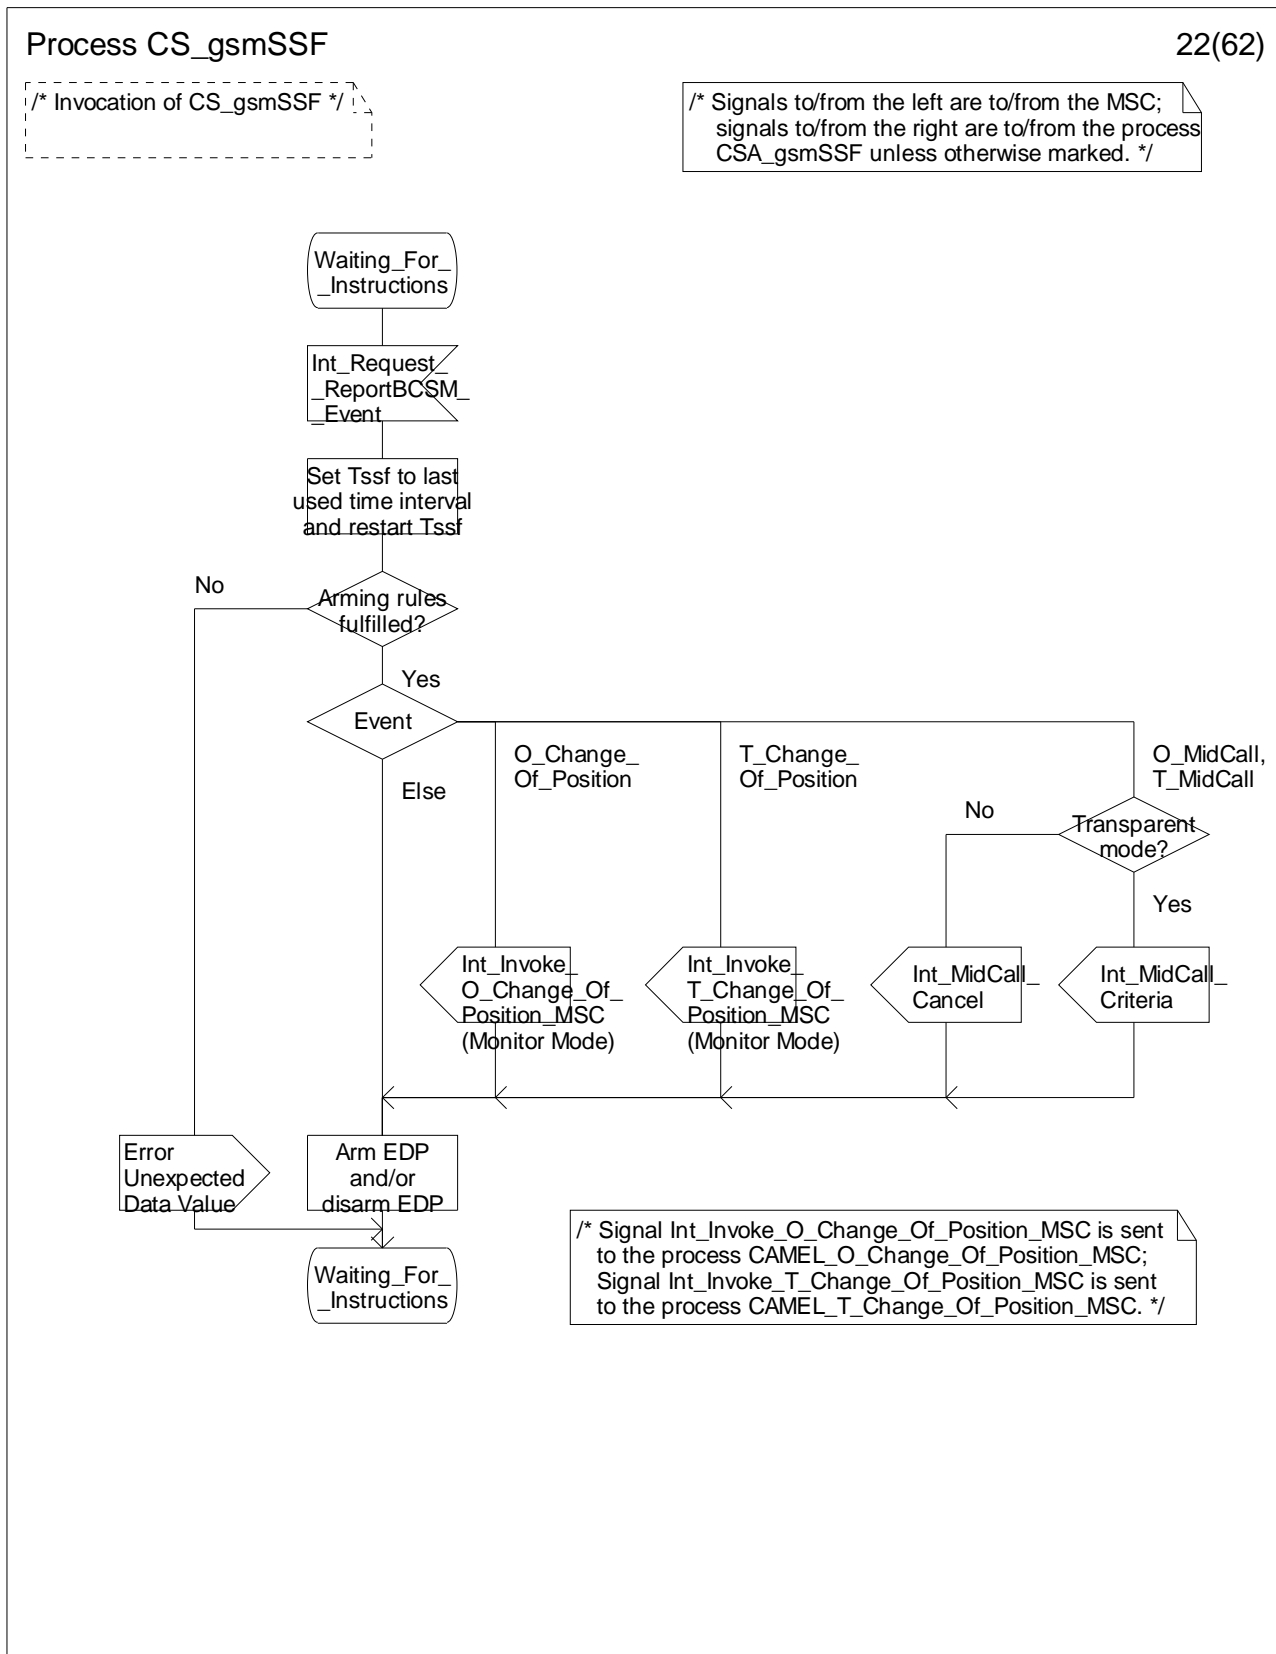 Process CS_gsmSSF
22(62)
/* Invocation of CS_gsmSSF */
/* Signals to/from the left are to/from the MSC;
signals to/from the right are to/from the process
CSA_gsmSSF unless otherwise marked. */
Waiting_For_
_Instructions
Int_Request_
_ReportBCSM_
_Event
Set Tssf to last
used time interval
and restart Tssf
No
Arming rules
fulfilled?
Yes
Event
Else
O_Change_
Of_Position
T_Change_
Of_Position
O_MidCall,
T_MidCall
No
Transparent
mode?
Yes
Int_Invoke_
O_Change_Of_
Position_MSC
(Monitor Mode)
Int_Invoke_
T_Change_Of_
Position_MSC
(Monitor Mode)
Int_MidCall_
Cancel
Int_MidCall_
Criteria
Error
Unexpected
Data Value
Arm EDP
and/or
disarm EDP
/* Signal Int_Invoke_O_Change_Of_Position_MSC is sent
to the process CAMEL_O_Change_Of_Position_MSC;
Signal Int_Invoke_T_Change_Of_Position_MSC is sent
to the process CAMEL_T_Change_Of_Position_MSC. */
Waiting_For_
_Instructions